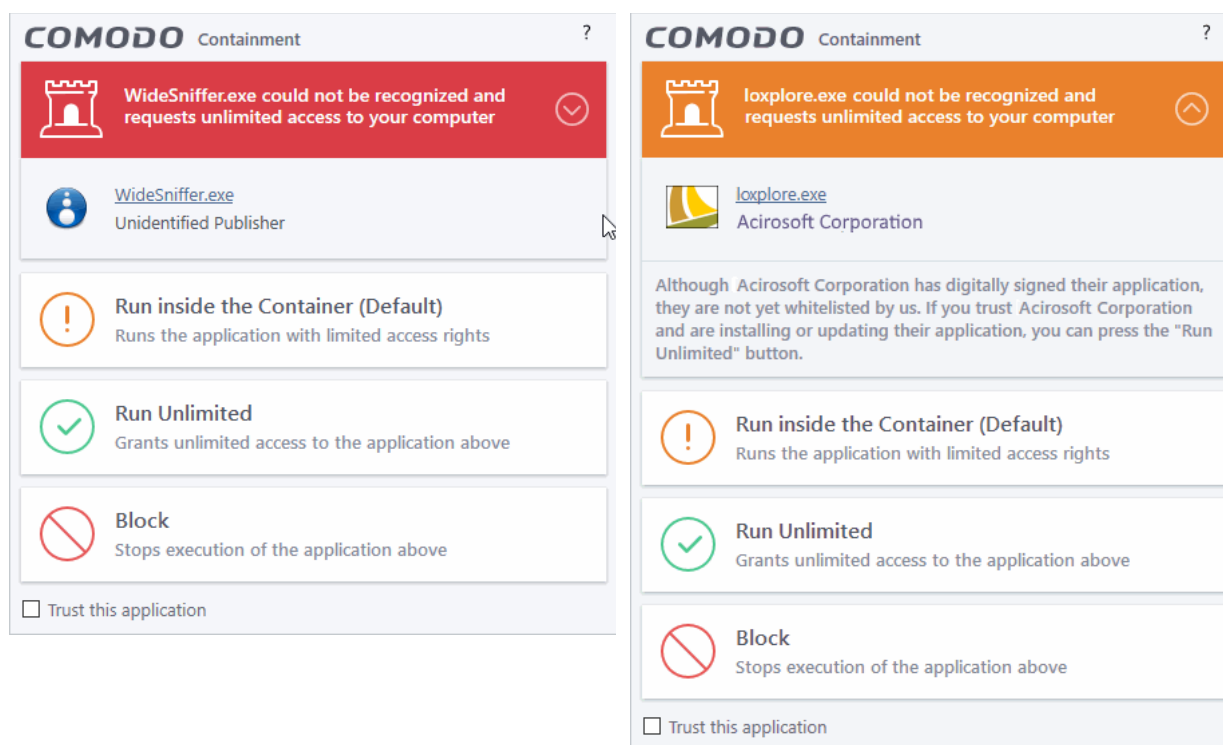 COMODO Containment ?
WideSniffer.exe could not be recognized and
requests unlimited access to your computer
WideSniffer.exe
Unidentified Publisher
Run inside the Container (Default)
Runs the application with limited access rights
Run Unlimited
Grants unlimited access to the application above
Block
Stops execution of the application above
Trust this application
COMODO Containment ?
loxplore.exe could not be recognized and
requests unlimited access to your computer
loxplore.exe
Acirosoft Corporation
Although Acirosoft Corporation has digitally signed their application,
they are not yet whitelisted by us. If you trust Acirosoft Corporation
and are installing or updating their application, you can press the "Run
Unlimited" button.
Run inside the Container (Default)
Runs the application with limited access rights
Run Unlimited
Grants unlimited access to the application above
Block
Stops execution of the application above
Trust this application